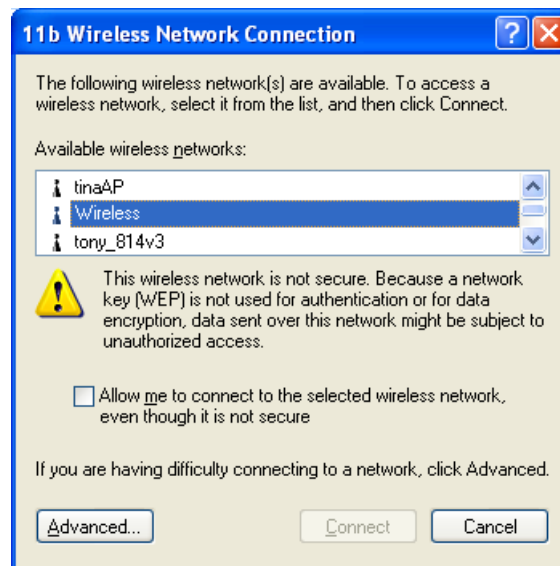 11b Wireless Network Connection
The following wireless network(s) are available. To access a
wireless network, select it from the list, and then click Connect.
Available wireless networks:
tinaAP
Wireless
tony_814v3
This wireless network is not secure. Because a network
key (WEP) is not used for authentication or for data
encryption, data sent over this network might be subject to
unauthorized access.
Allow me to connect to the selected wireless network,
even though it is not secure
If you are having difficulty connecting to a network, click Advanced.
Advanced... Connect Cancel